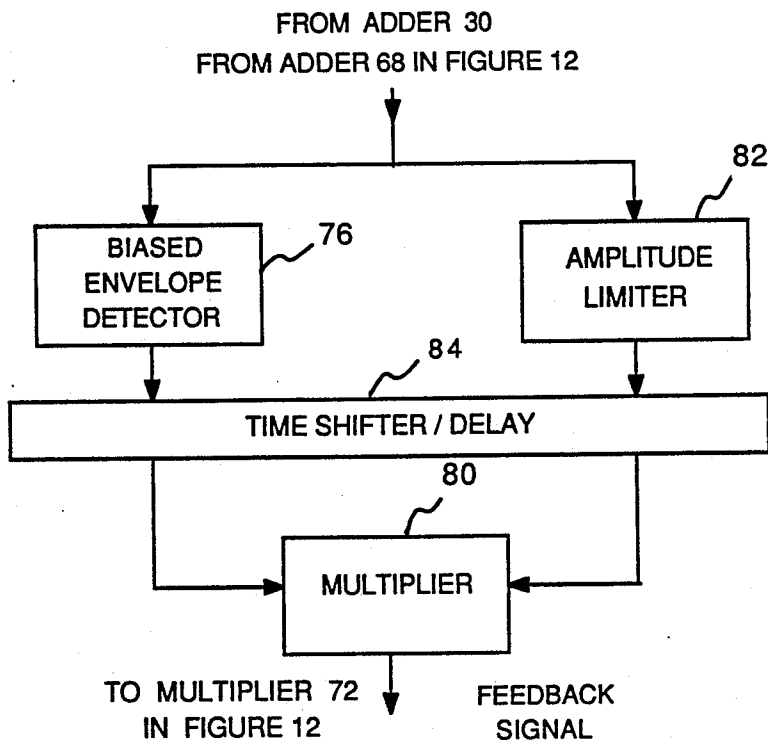 FROM ADDER 30
FROM ADDER 68 IN FIGURE 12
82
76
BIASED
ENVELOPE
DETECTOR
AMPLITUDE
LIMITER
84
TIME SHIFTER / DELAY
80
MULTIPLIER
TO MULTIPLIER 72
IN FIGURE 12
FEEDBACK
SIGNAL